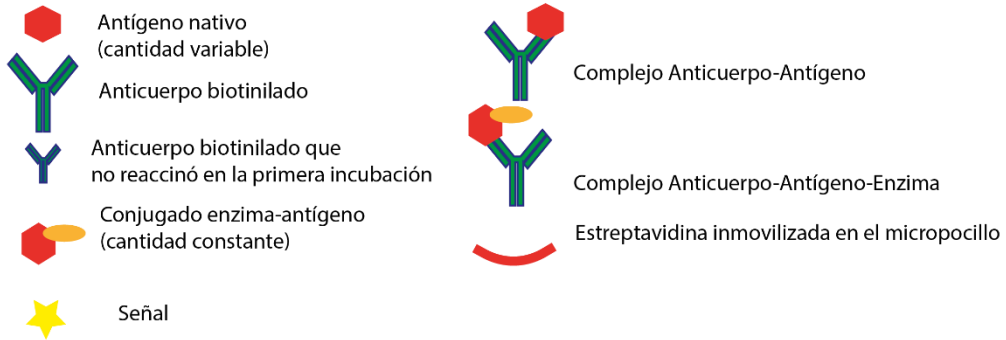 Antígeno nativo
(cantidad variable)
Anticuerpo biotinilado
Anticuerpo biotinilado que
no reaccinó en la primera incubación
Conjugado enzima-antígeno
(cantidad constante)
Señal
Complejo Anticuerpo-Antígeno
Complejo Anticuerpo-Antígeno-Enzima
Estreptavidina inmovilizada en el micropocillo